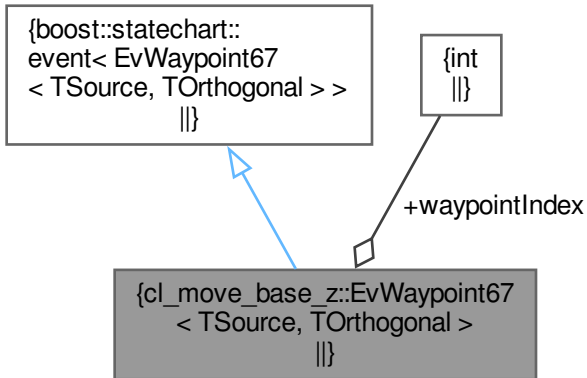 {boost::statechart::
event< EvWaypoint67
< TSource, TOrthogonal > >
||}
{int
||}
+waypointIndex
{cl_move_base_z::EvWaypoint67
< TSource, TOrthogonal >
||}